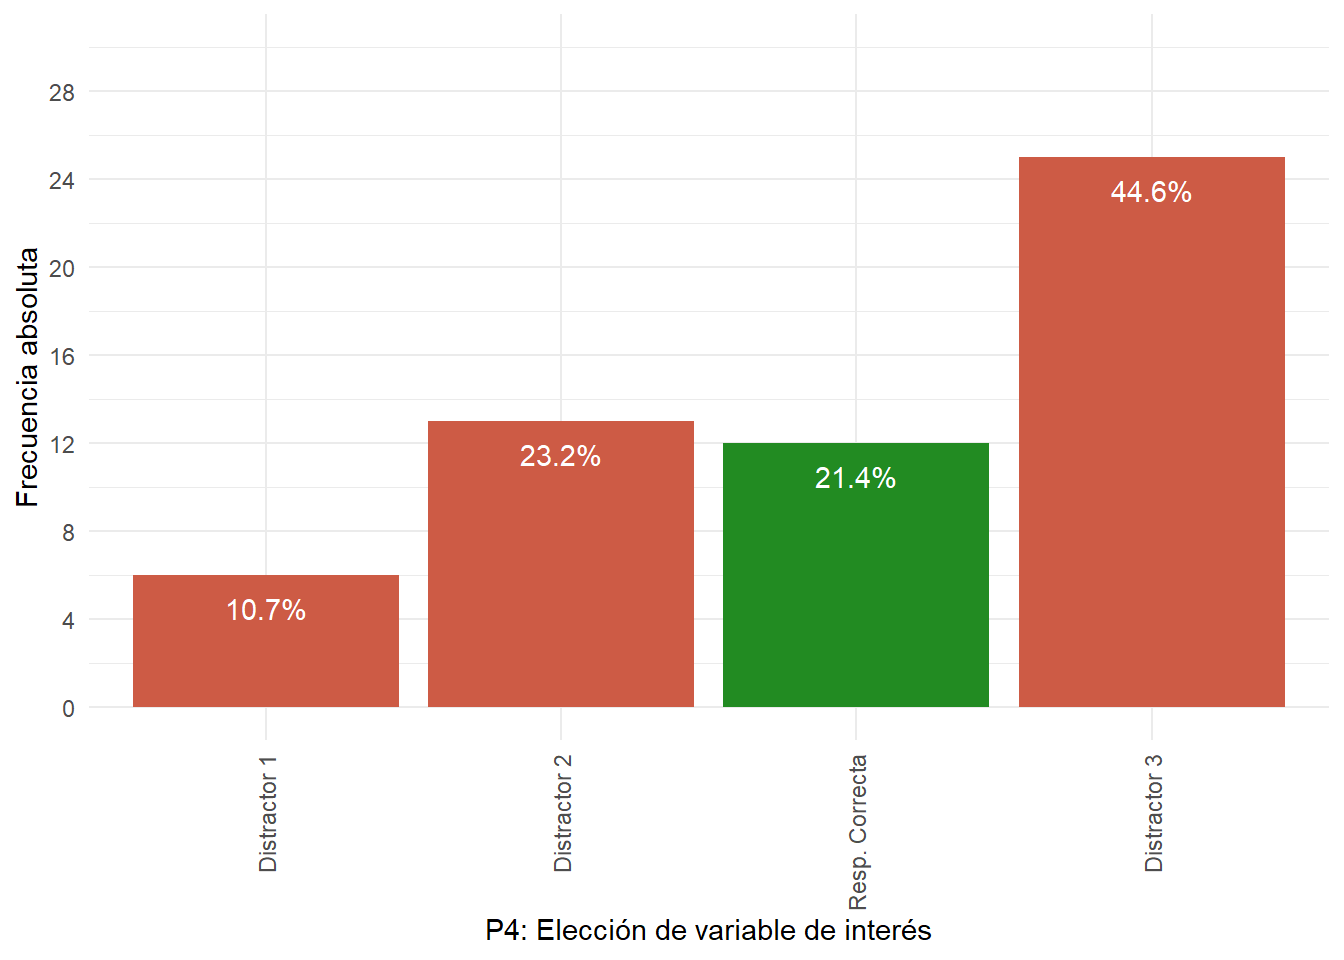 Frecuencia absoluta
28
24
20
16
12
8
4
0
10.7%
23.2%
21.4%
44.6%
Distractor 1
Distractor 2
Resp. Correcta
Distractor 3
P4: Elección de variable de interés